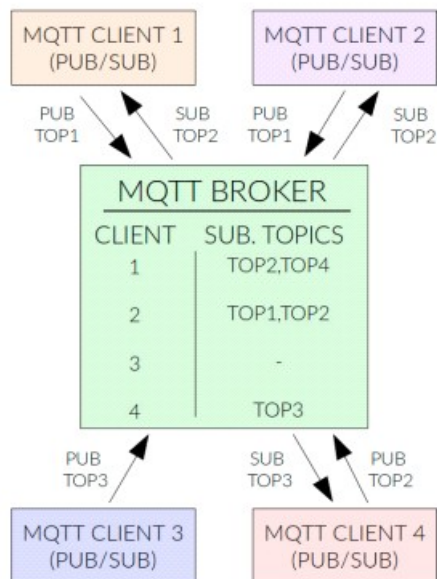 MQTT CLIENT 1
(PUB/SUB)
MQTT CLIENT 2
(PUB/SUB)
PUB
TOP1
SUB
TOP2
PUB
TOP1
SUB
TOP2
MQTT BROKER
CLIENT SUB. TOPICS
1 TOP2,TOP4
2 TOP1,TOP2
3 -
4 TOP3
PUB
TOP3
SUB
TOP3
PUB
TOP2
MQTT CLIENT 3
(PUB/SUB)
MQTT CLIENT 4
(PUB/SUB)